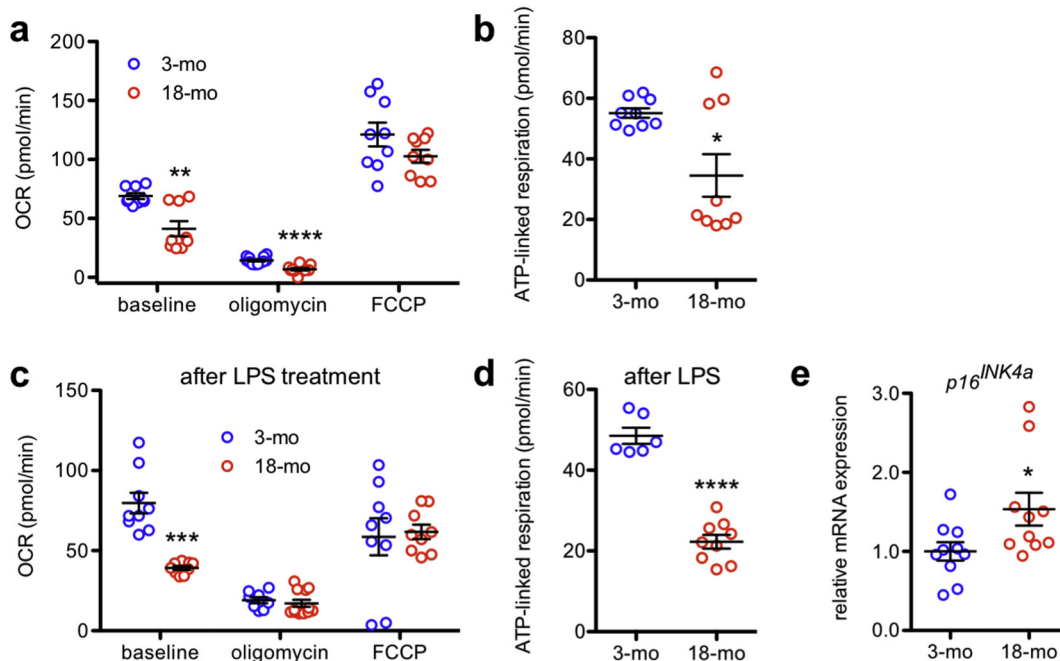 a
OCR (pmol/min)
200
150
100
50
0
3-mo
18-mo
**
****
baseline
oligomycin
FCCP
b
ATP-linked respiration (pmol/min)
80
60
40
20
0
*
3-mo
18-mo
c
after LPS treatment
OCR (pmol/min)
150
100
50
0
3-mo
18-mo
***
baseline
oligomycin
FCCP
d
after LPS
ATP-linked respiration (pmol/min)
60
40
20
0
****
3-mo
18-mo
e
p16^INK4a
relative mRNA expression
3.0
2.0
1.0
0.0
*
3-mo
18-mo